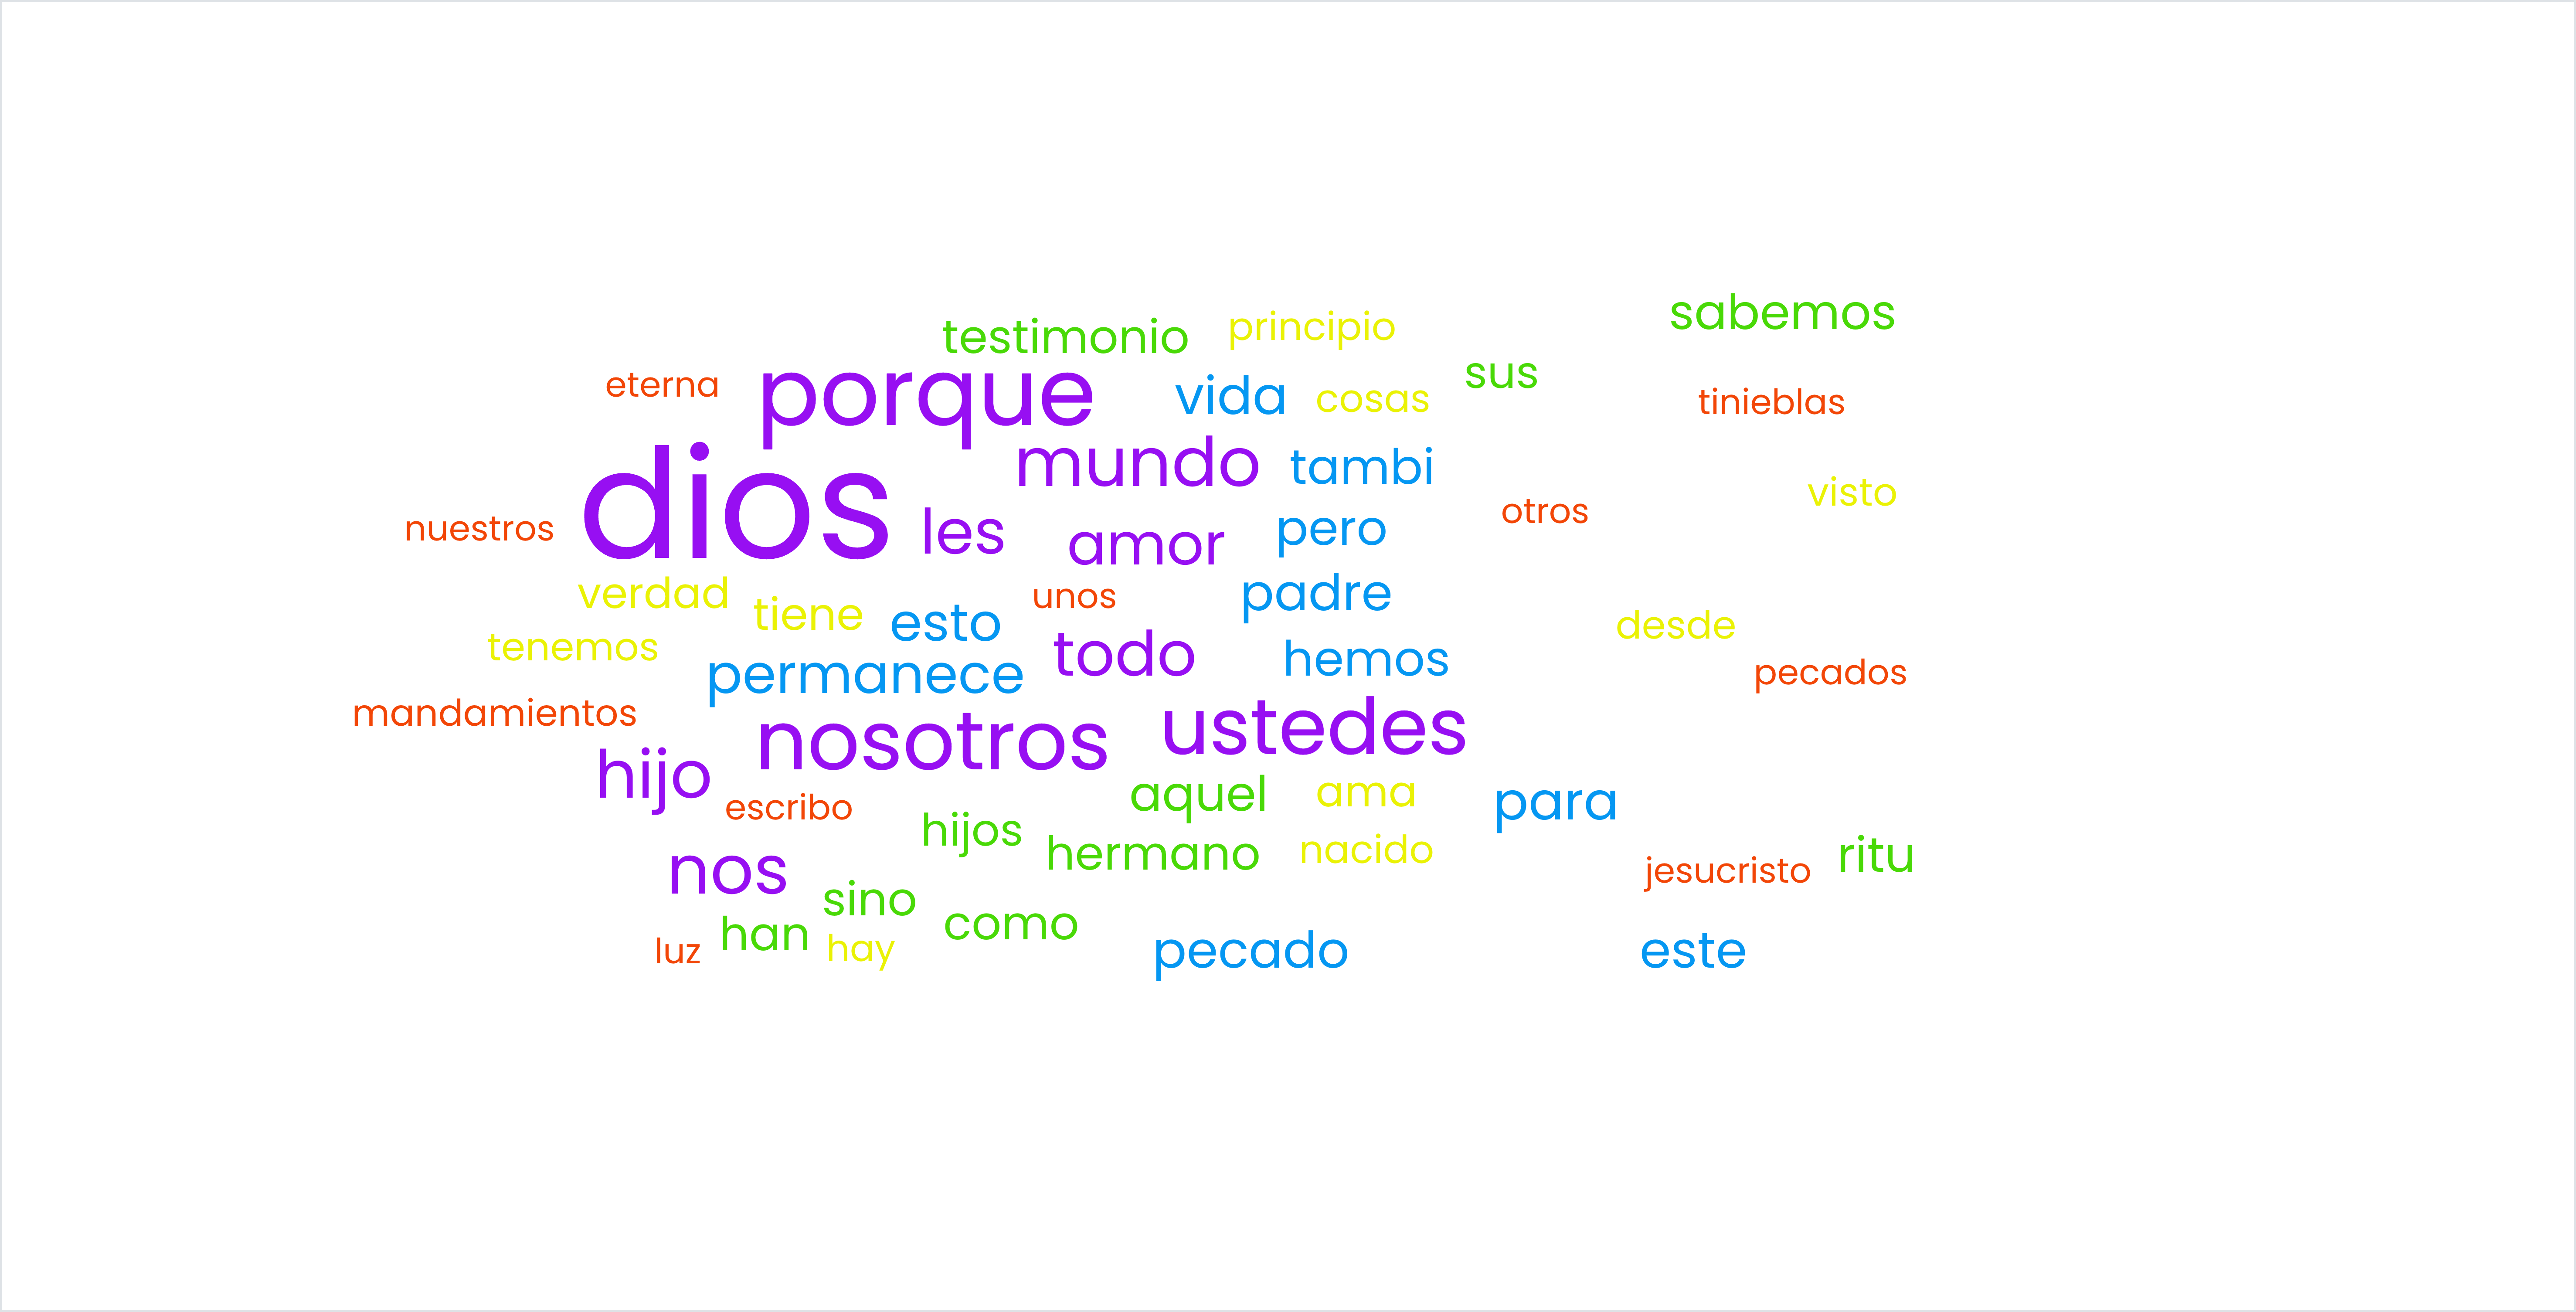 sabemos
testimonio principio
eterna porque vida cosas sus tinieblas
mundo tambi
dios les amor pero otros visto
nuestros
verdad tiene esto unos padre desde
tenemos permanece todo hemos pecados
mandamientos nosotros ustedes
hijo escribo aquel ama para
hijos hermano nacido
nos jesucristo ritu
sino como
luz han hay pecado este